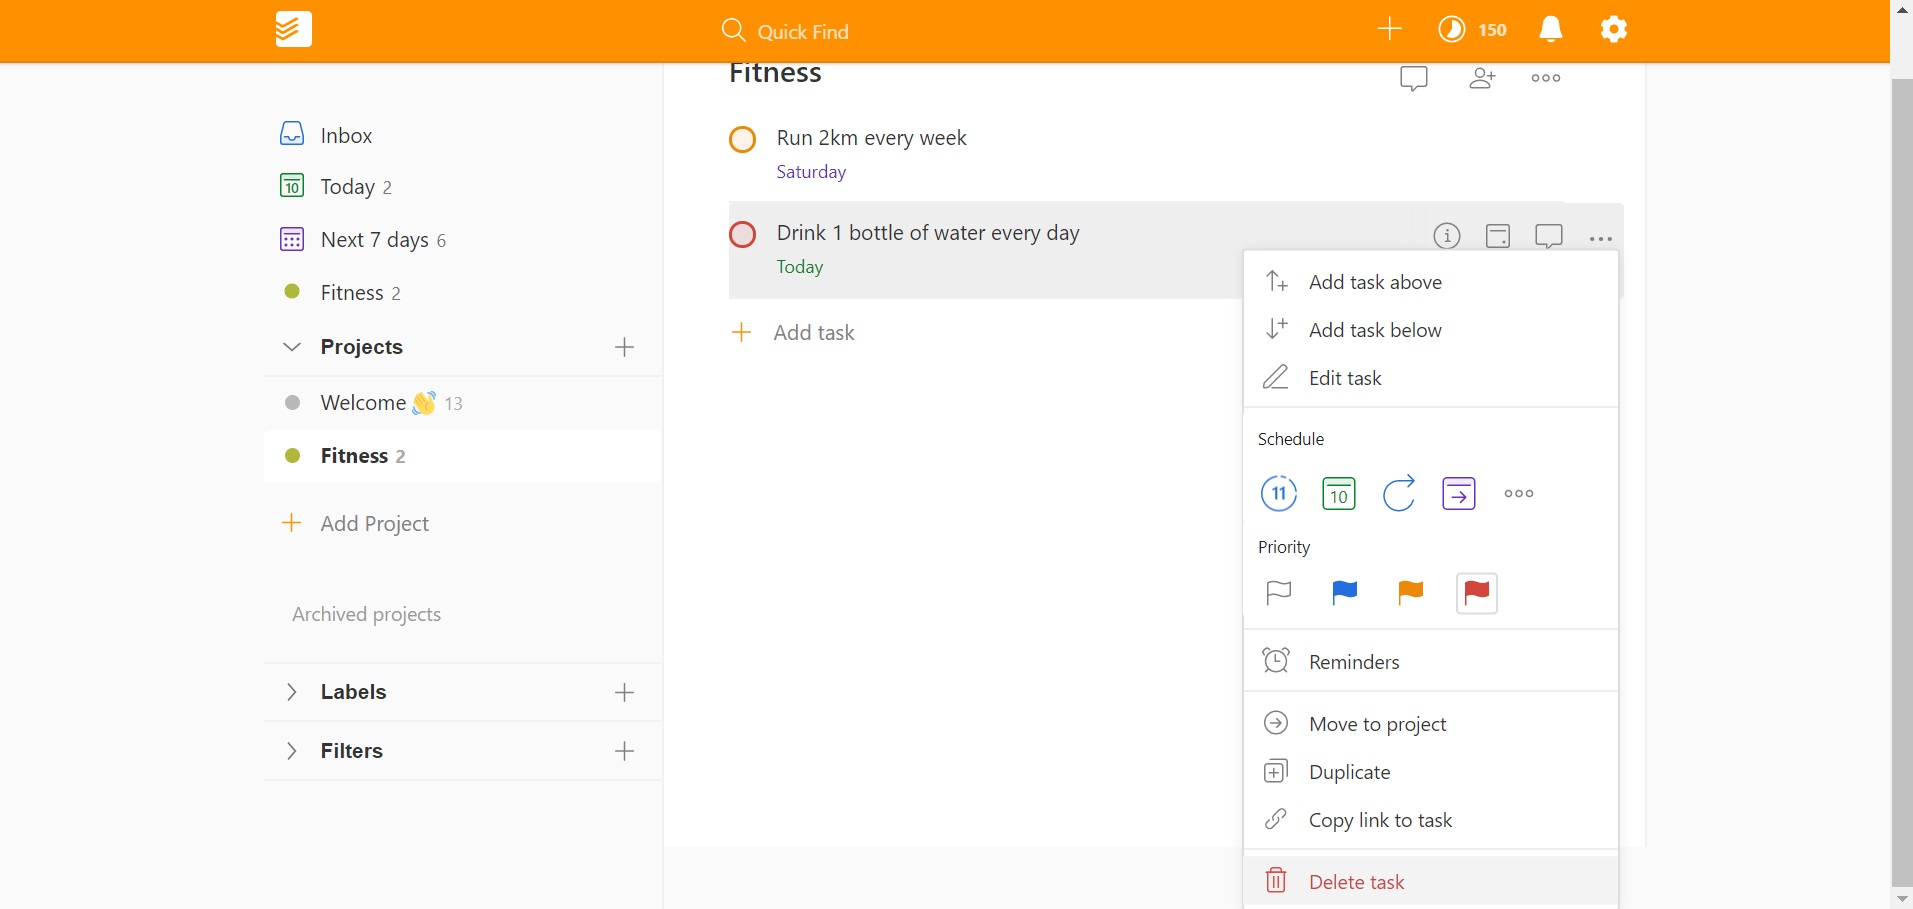 Quick Find
150
Inbox
10 Today 2
Next 7 days 6
Fitness 2
Projects
Welcome 👋 13
Fitness 2
Add Project
Archived projects
Labels
Filters
Fitness
Run 2km every week
Saturday
Drink 1 bottle of water every day
Today
Add task
Add task above
Add task below
Edit task
Schedule
11 10
Priority
Reminders
Move to project
Duplicate
Copy link to task
Delete task